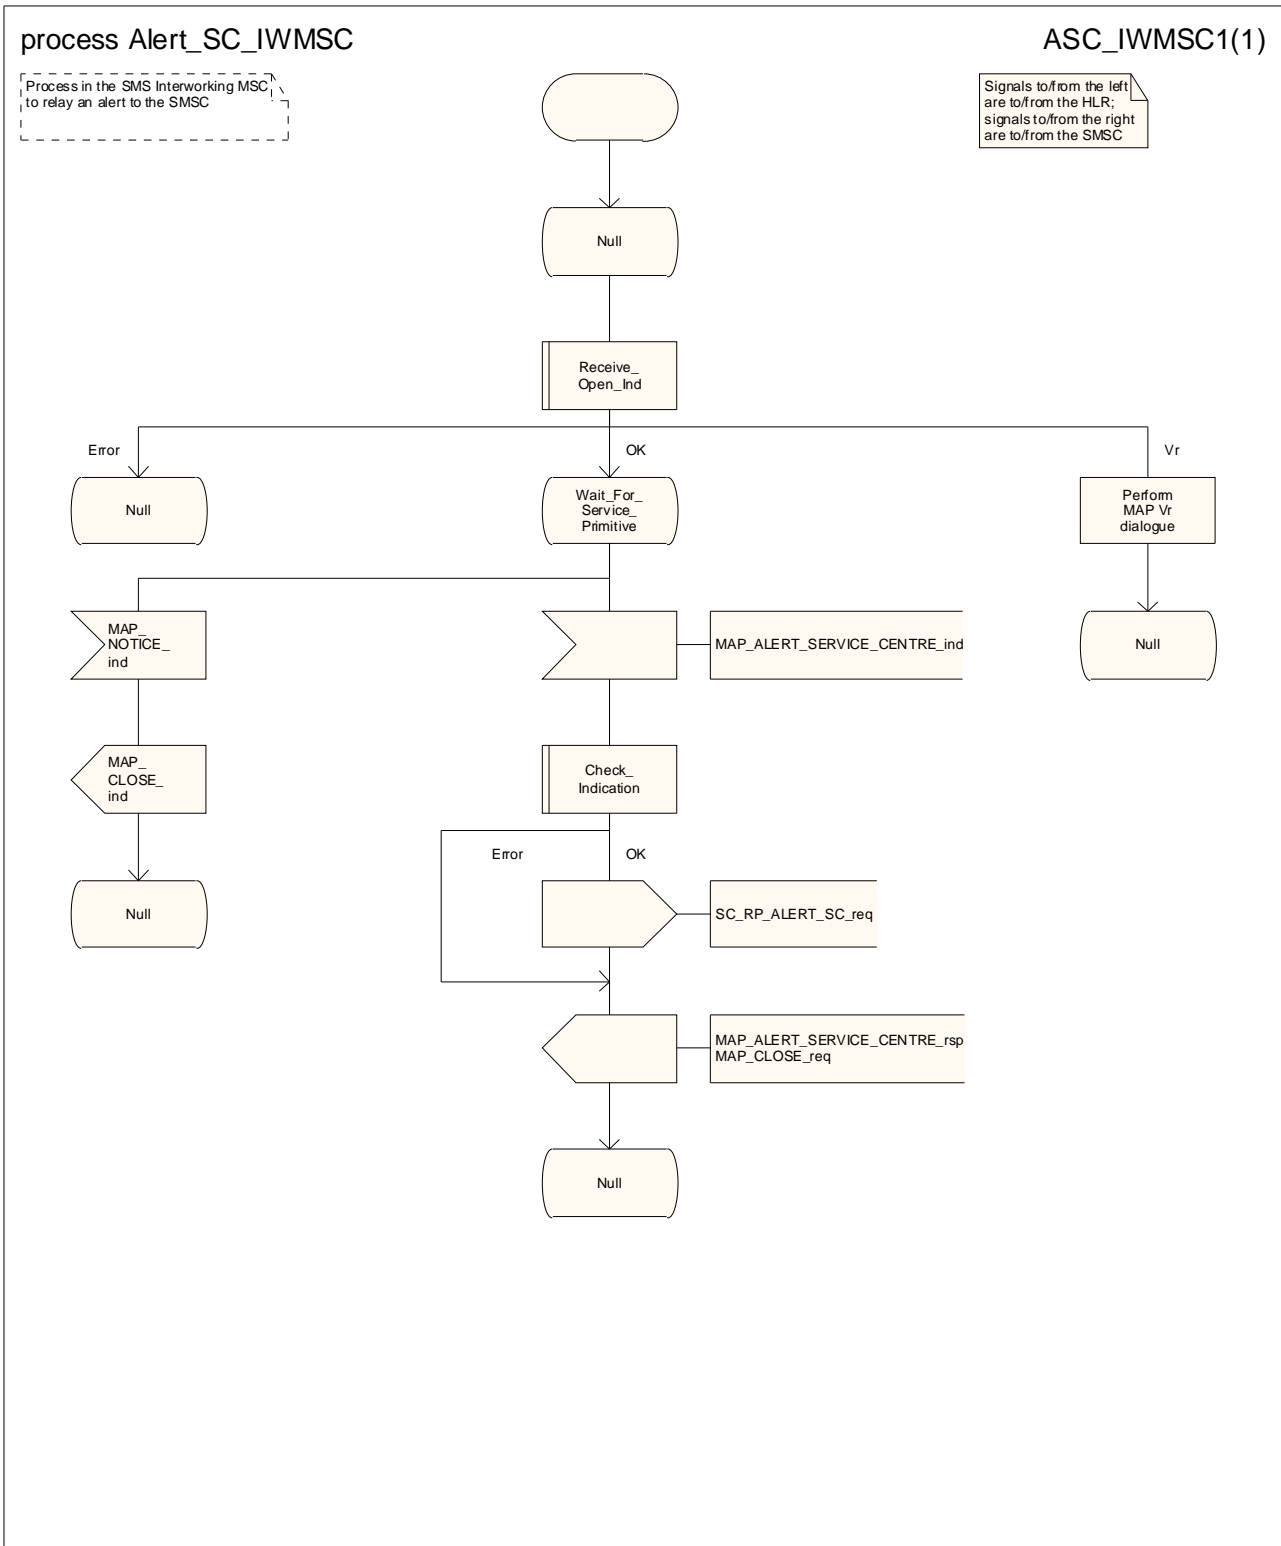 process Alert_SC_IWMSC
ASC_IWMSC1(1)
Process in the SMS Interworking MSC
to relay an alert to the SMSC
Signals to/from the left
are to/from the HLR;
signals to/from the right
are to/from the SMSC
Null
Receive_
Open_Ind
Error
OK
Vr
Null
Wait_For_
Service_
Primitive
Perform
MAP Vr
dialogue
MAP_
NOTICE_
ind
MAP_ALERT_SERVICE_CENTRE_ind
Null
MAP_
CLOSE_
ind
Check_
Indication
Error
OK
Null
SC_RP_ALERT_SC_req
MAP_ALERT_SERVICE_CENTRE_rsp
MAP_CLOSE_req
Null